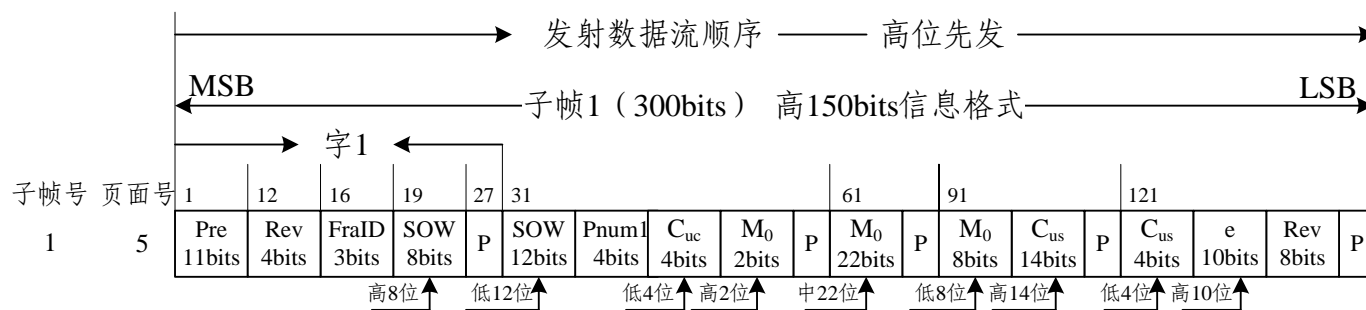 发射数据流顺序 高位先发
MSB LSB
子帧1（300bits） 高150bits信息格式
字1
子帧号 页面号 1 12 16 19 27 31 61 91 121
Pre Rev FraID SOW SOW Pnum1 Cuc M0 M0 M0 Cus Cus e Rev
1 5 P P P P P
11bits 4bits 3bits 8bits 12bits 4bits 4bits 2bits 22bits 8bits 14bits 4bits 10bits 8bits
高8位 低12位 低4位 高2位 中22位 低8位 高14位 低4位 高10位